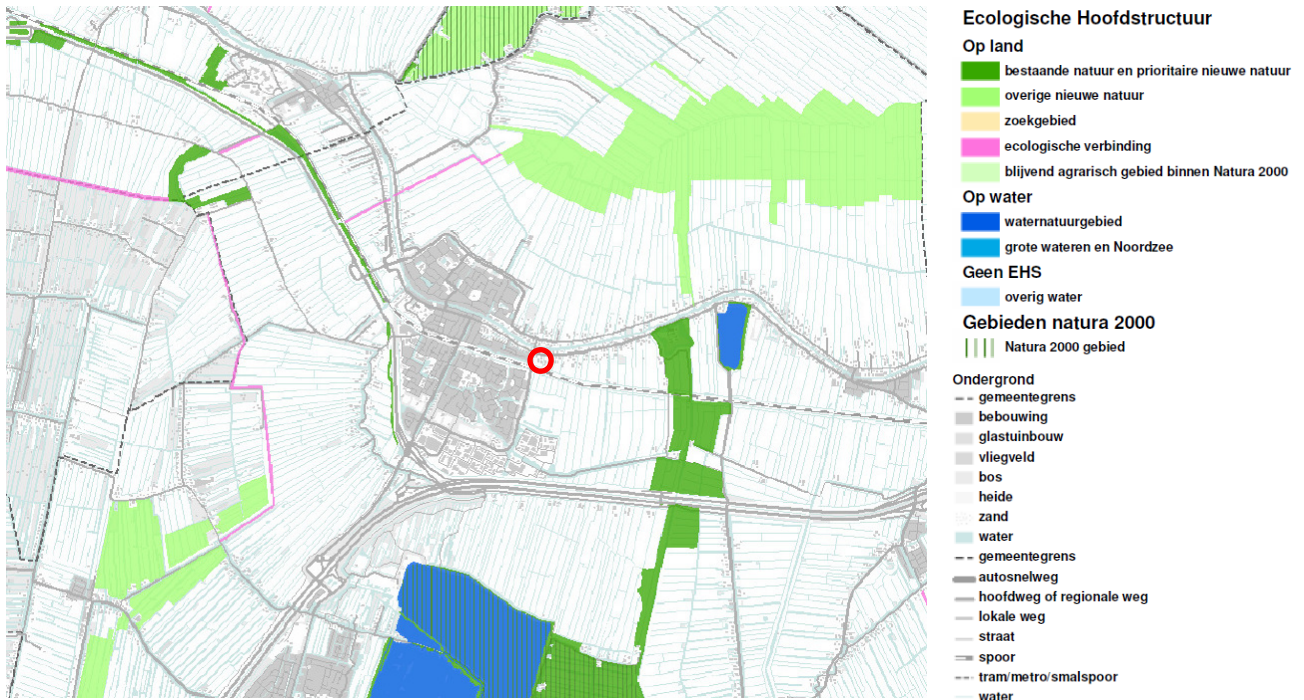 Ecologische Hoofdstructuur
Op land
bestaande natuur en prioritaire nieuwe natuur
overige nieuwe natuur
zoekgebied
ecologische verbinding
blijvend agrarisch gebied binnen Natura 2000
Op water
waternatuurgebied
grote wateren en Noordzee
Geen EHS
overig water
Gebieden natura 2000
Natura 2000 gebied
Ondergrond
gemeentegrens
bebouwing
glastuinbouw
vliegveld
bos
heide
zand
water
gemeentegrens
autosnelweg
hoofdweg of regionale weg
lokale weg
straat
spoor
tram/metro/smalspoor
water